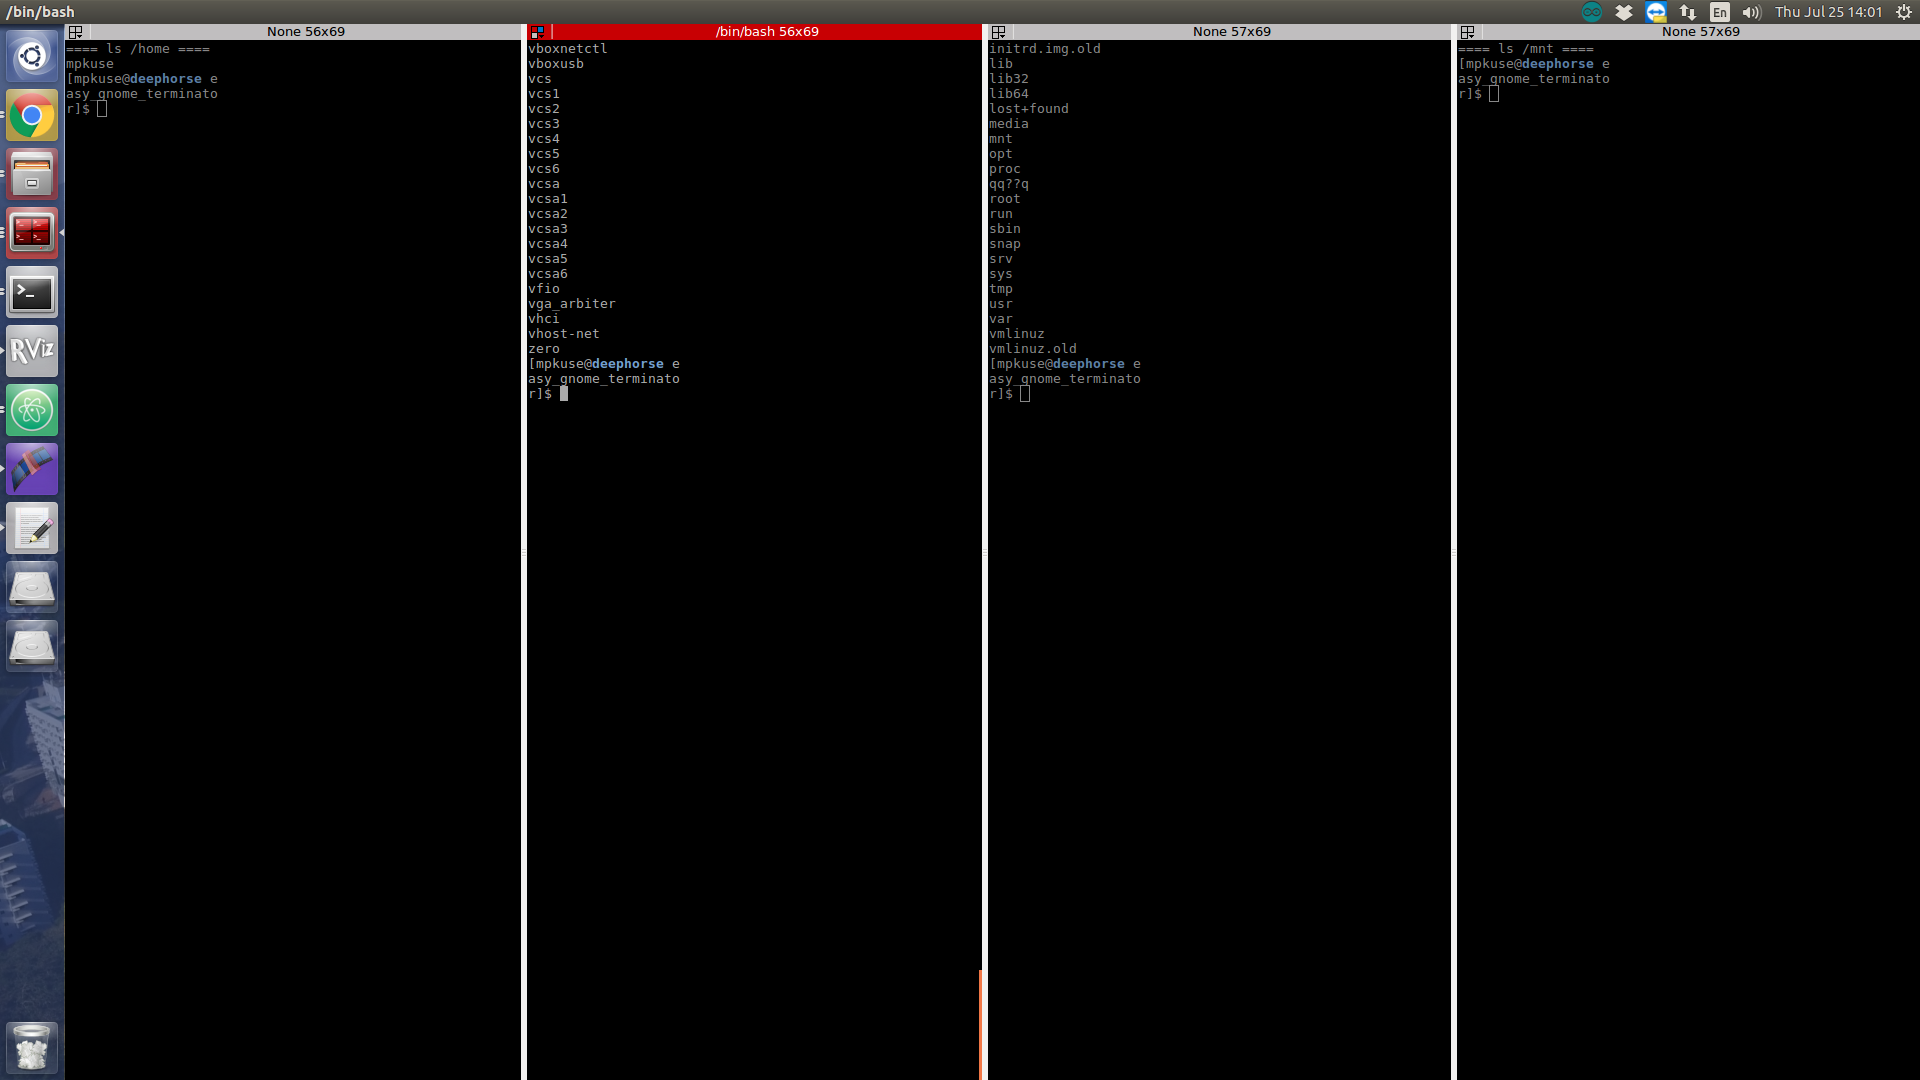 /bin/bash
En
Thu Jul 25 14:01
None 56x69
==== ls /home ====
mpkuse
[mpkuse@deephorse e
asy_gnome_terminato
r]$
/bin/bash 56x69
vboxnetctl
vboxusb
vcs
vcs1
vcs2
vcs3
vcs4
vcs5
vcs6
vcsa
vcsa1
vcsa2
vcsa3
vcsa4
vcsa5
vcsa6
vfio
vga_arbiter
vhci
vhost-net
zero
[mpkuse@deephorse e
asy_gnome_terminato
r]$
None 57x69
initrd.img.old
lib
lib32
lib64
lost+found
media
mnt
opt
proc
qq??q
root
run
sbin
snap
srv
sys
tmp
usr
var
vmlinuz
vmlinuz.old
[mpkuse@deephorse e
asy_gnome_terminato
r]$
None 57x69
==== ls /mnt ====
[mpkuse@deephorse e
asy_gnome_terminato
r]$
RViz